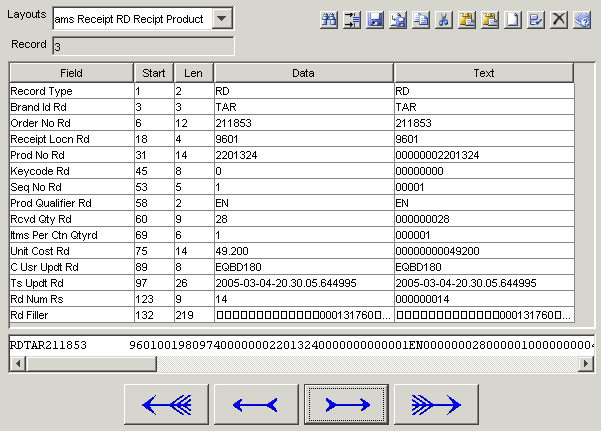 Layouts ams Receipt RD Recipt Product
Record 3
Field Start Len Data Text
Record Type 1 2 RD RD
Brand Id Rd 3 3 TAR TAR
Order No Rd 6 12 211853 211853
Receipt Locn Rd 18 4 9601 9601
Prod No Rd 31 14 2201324 00000002201324
Keycode Rd 45 8 0 00000000
Seq No Rd 53 5 1 00001
Prod Qualifier Rd 58 2 EN EN
Rcvd Qty Rd 60 9 28 000000028
Itms Per Ctn Qtyrd 69 6 1 000001
Unit Cost Rd 75 14 49.200 00000000049200
C Usr Updt Rd 89 8 EQBD180 EQBD180
Ts Updt Rd 97 26 2005-03-04-20.30.05.644995 2005-03-04-20.30.05.644995
Rd Num Rs 123 9 14 000000014
Rd Filler 132 219 □□□□□□□□□□□□000131760□... □□□□□□□□□□□□000131760□...
RDTAR211853 9601001980974000000022013240000000000001EN0000000280000010000000004